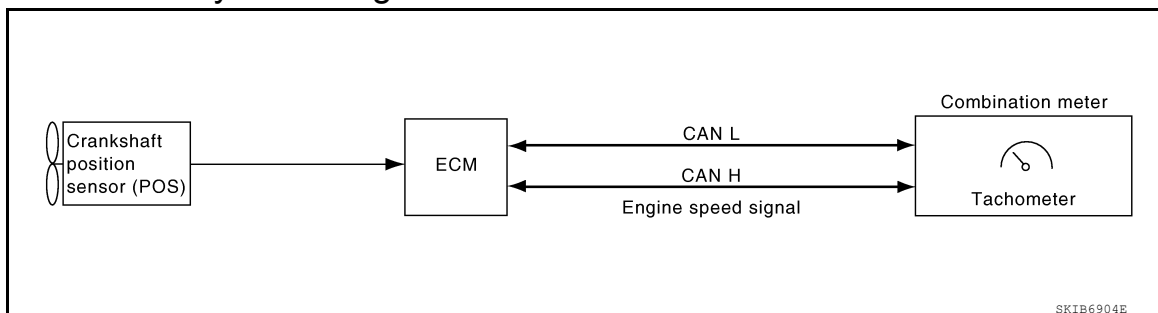 Crankshaft
position
sensor (POS)
ECM
CAN L
CAN H
Engine speed signal
Combination meter
Tachometer
SKIB6904E